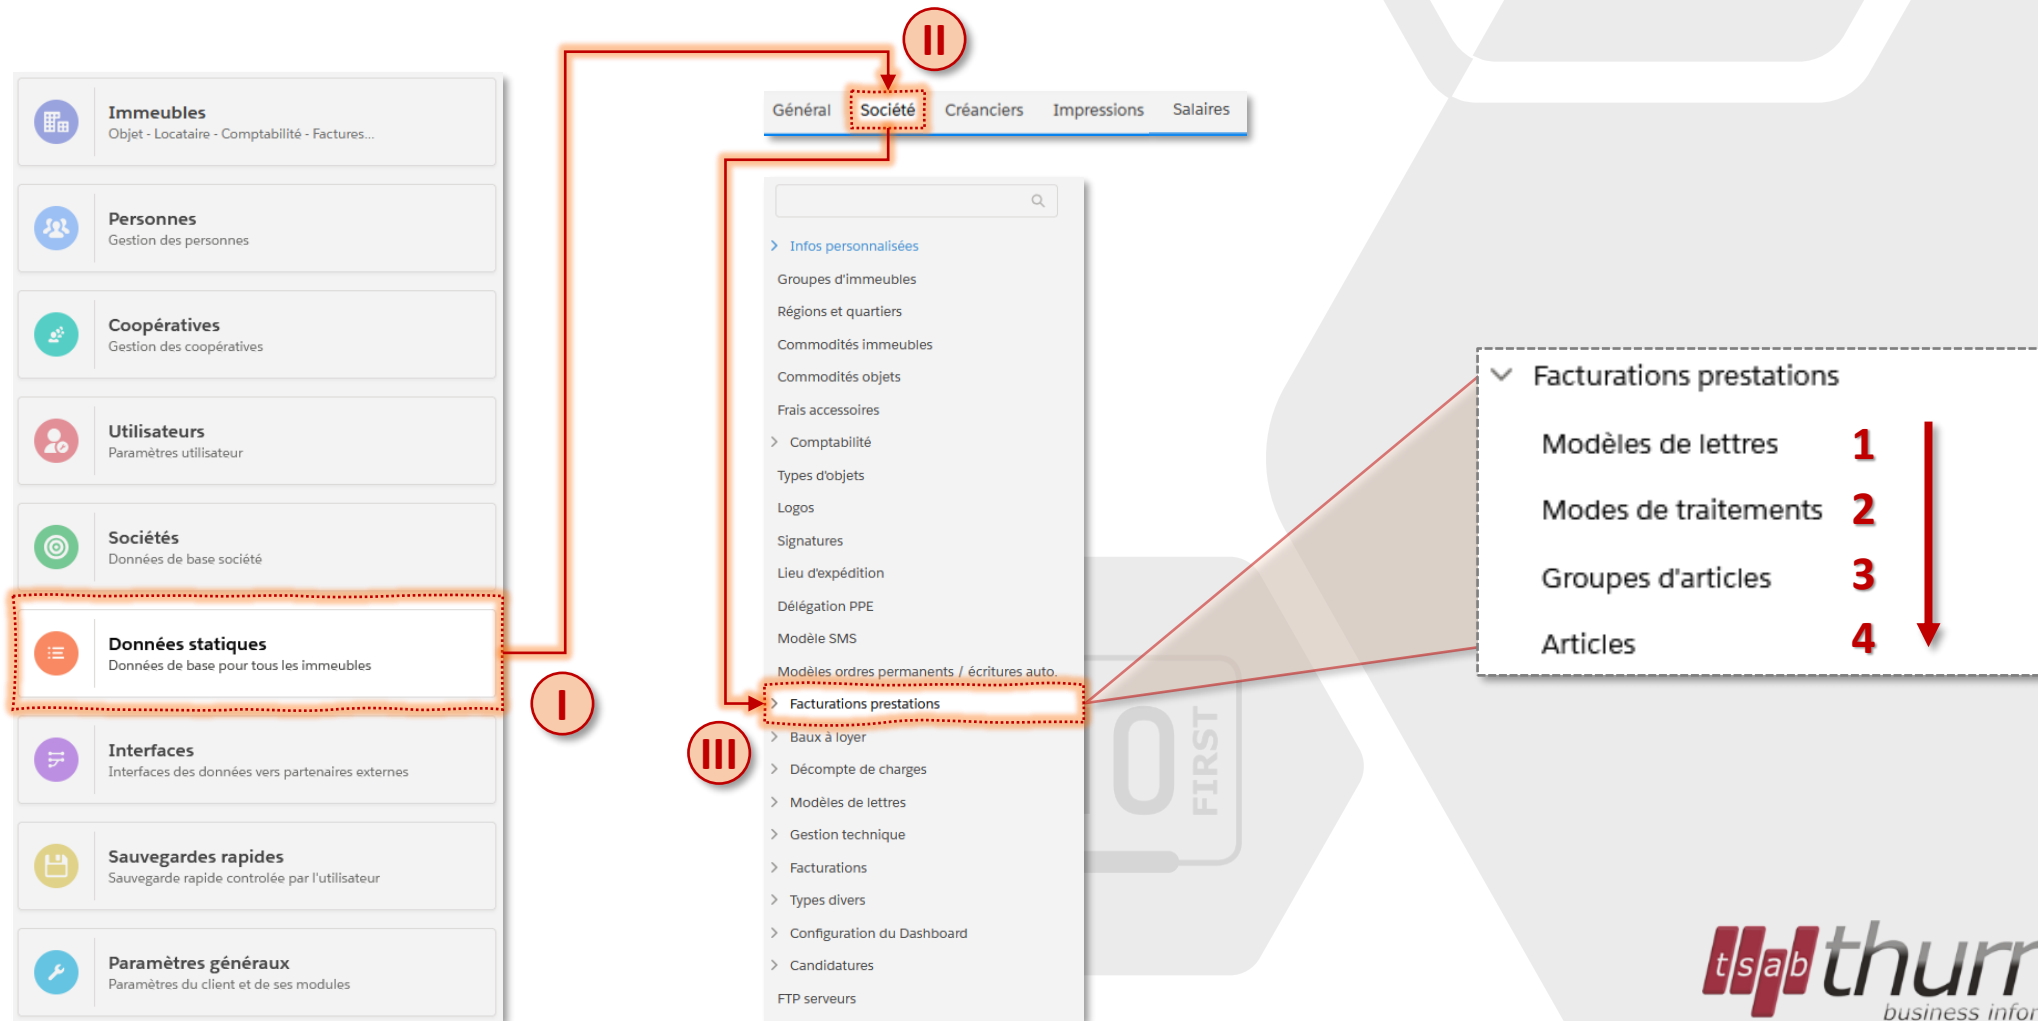 Immeubles
Objet - Locataire - Comptabilité - Factures...
Personnes
Gestion des personnes
Coopératives
Gestion des coopératives
Utilisateurs
Paramètres utilisateur
Sociétés
Données de base société
Données statiques
Données de base pour tous les immeubles
Interfaces
Interfaces des données vers partenaires externes
Sauvegardes rapides
Sauvegarde rapide controlée par l'utilisateur
Paramètres généraux
Paramètres du client et de ses modules
I
II
Général Société Créanciers Impressions Salaires
Infos personnalisées
Groupes d'immeubles
Régions et quartiers
Commodités immeubles
Commodités objets
Frais accessoires
Comptabilité
Types d'objets
Logos
Signatures
Lieu d'expédition
Délégation PPE
Modèle SMS
Modèles ordres permanents / écritures auto.
Facturations prestations
III
Baux à loyer
Décompte de charges
Modèles de lettres
Gestion technique
Facturations
Types divers
Configuration du Dashboard
Candidatures
FTP serveurs
FIRST
Facturations prestations
Modèles de lettres 1
Modes de traitements 2
Groupes d'articles 3
Articles 4
tsab
business